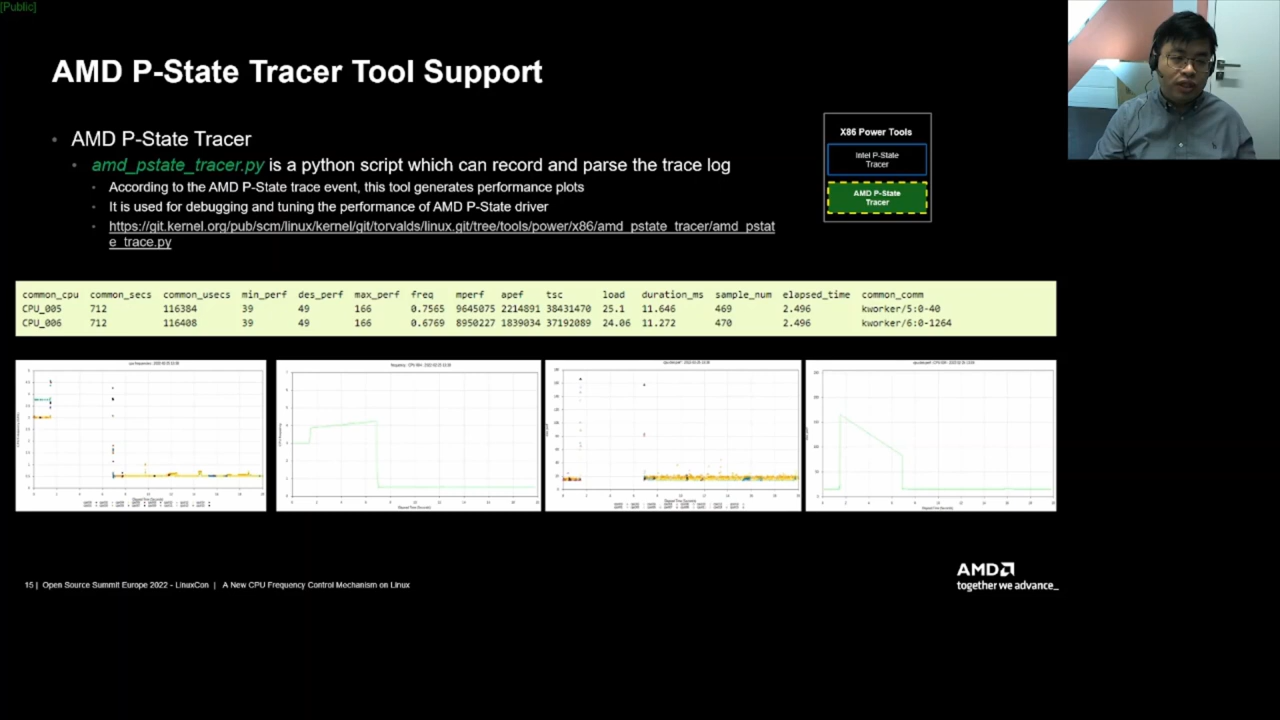 [Public]
AMD P-State Tracer Tool Support
AMD P-State Tracer
amd_pstate_tracer.py is a python script which can record and parse the trace log
According to the AMD P-State trace event, this tool generates performance plots
It is used for debugging and tuning the performance of AMD P-State driver
https://git.kernel.org/pub/scm/linux/kernel/git/torvalds/linux.git/tree/tools/power/x86/amd_pstate_tracer/amd_pstat
e_trace.py
X86 Power Tools
Intel P-State
Tracer
AMD P-State
Tracer
common_cpu common_secs common_usecs min_perf des_perf max_perf freq mperf apef tsc load duration_ms sample_num elapsed_time common_comm
CPU_005 712 116384 39 49 166 0.7565 9645075 2214891 38431470 25.1 11.646 469 2.496 kworker/5:0-40
CPU_006 712 116408 39 49 166 0.6769 8950227 1839034 37192089 24.06 11.272 470 2.496 kworker/6:0-1264
15 | Open Source Summit Europe 2022 - LinuxCon | A New CPU Frequency Control Mechanism on Linux
AMD
together we advance_